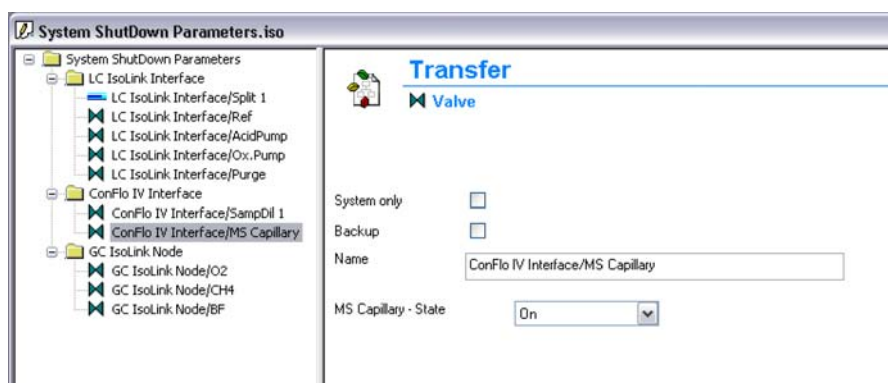 System ShutDown Parameters.iso
System ShutDown Parameters
LC IsoLink Interface
LC IsoLink Interface/Split 1
LC IsoLink Interface/Ref
LC IsoLink Interface/AcidPump
LC IsoLink Interface/Ox.Pump
LC IsoLink Interface/Purge
ConFlo IV Interface
ConFlo IV Interface/SampDil 1
ConFlo IV Interface/MS Capillary
GC IsoLink Node
GC IsoLink Node/O2
GC IsoLink Node/CH4
GC IsoLink Node/BF
Transfer
Valve
System only
Backup
Name
ConFlo IV Interface/MS Capillary
MS Capillary - State
On